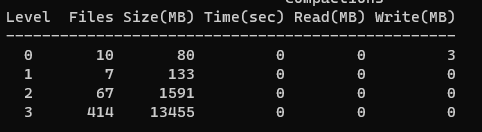 Compactions
Level  Files Size(MB) Time(sec) Read(MB) Write(MB)
--------------------------------------------------
  0       10       80         0        0         3
  1        7      133         0        0         0
  2       67     1591         0        0         0
  3      414    13455         0        0         0